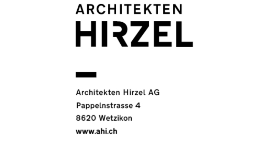 ARCHITEKTEN
HIRZEL
Architekten Hirzel AG
Pappelnstrasse 4
8620 Wetzikon
www.ahi.ch